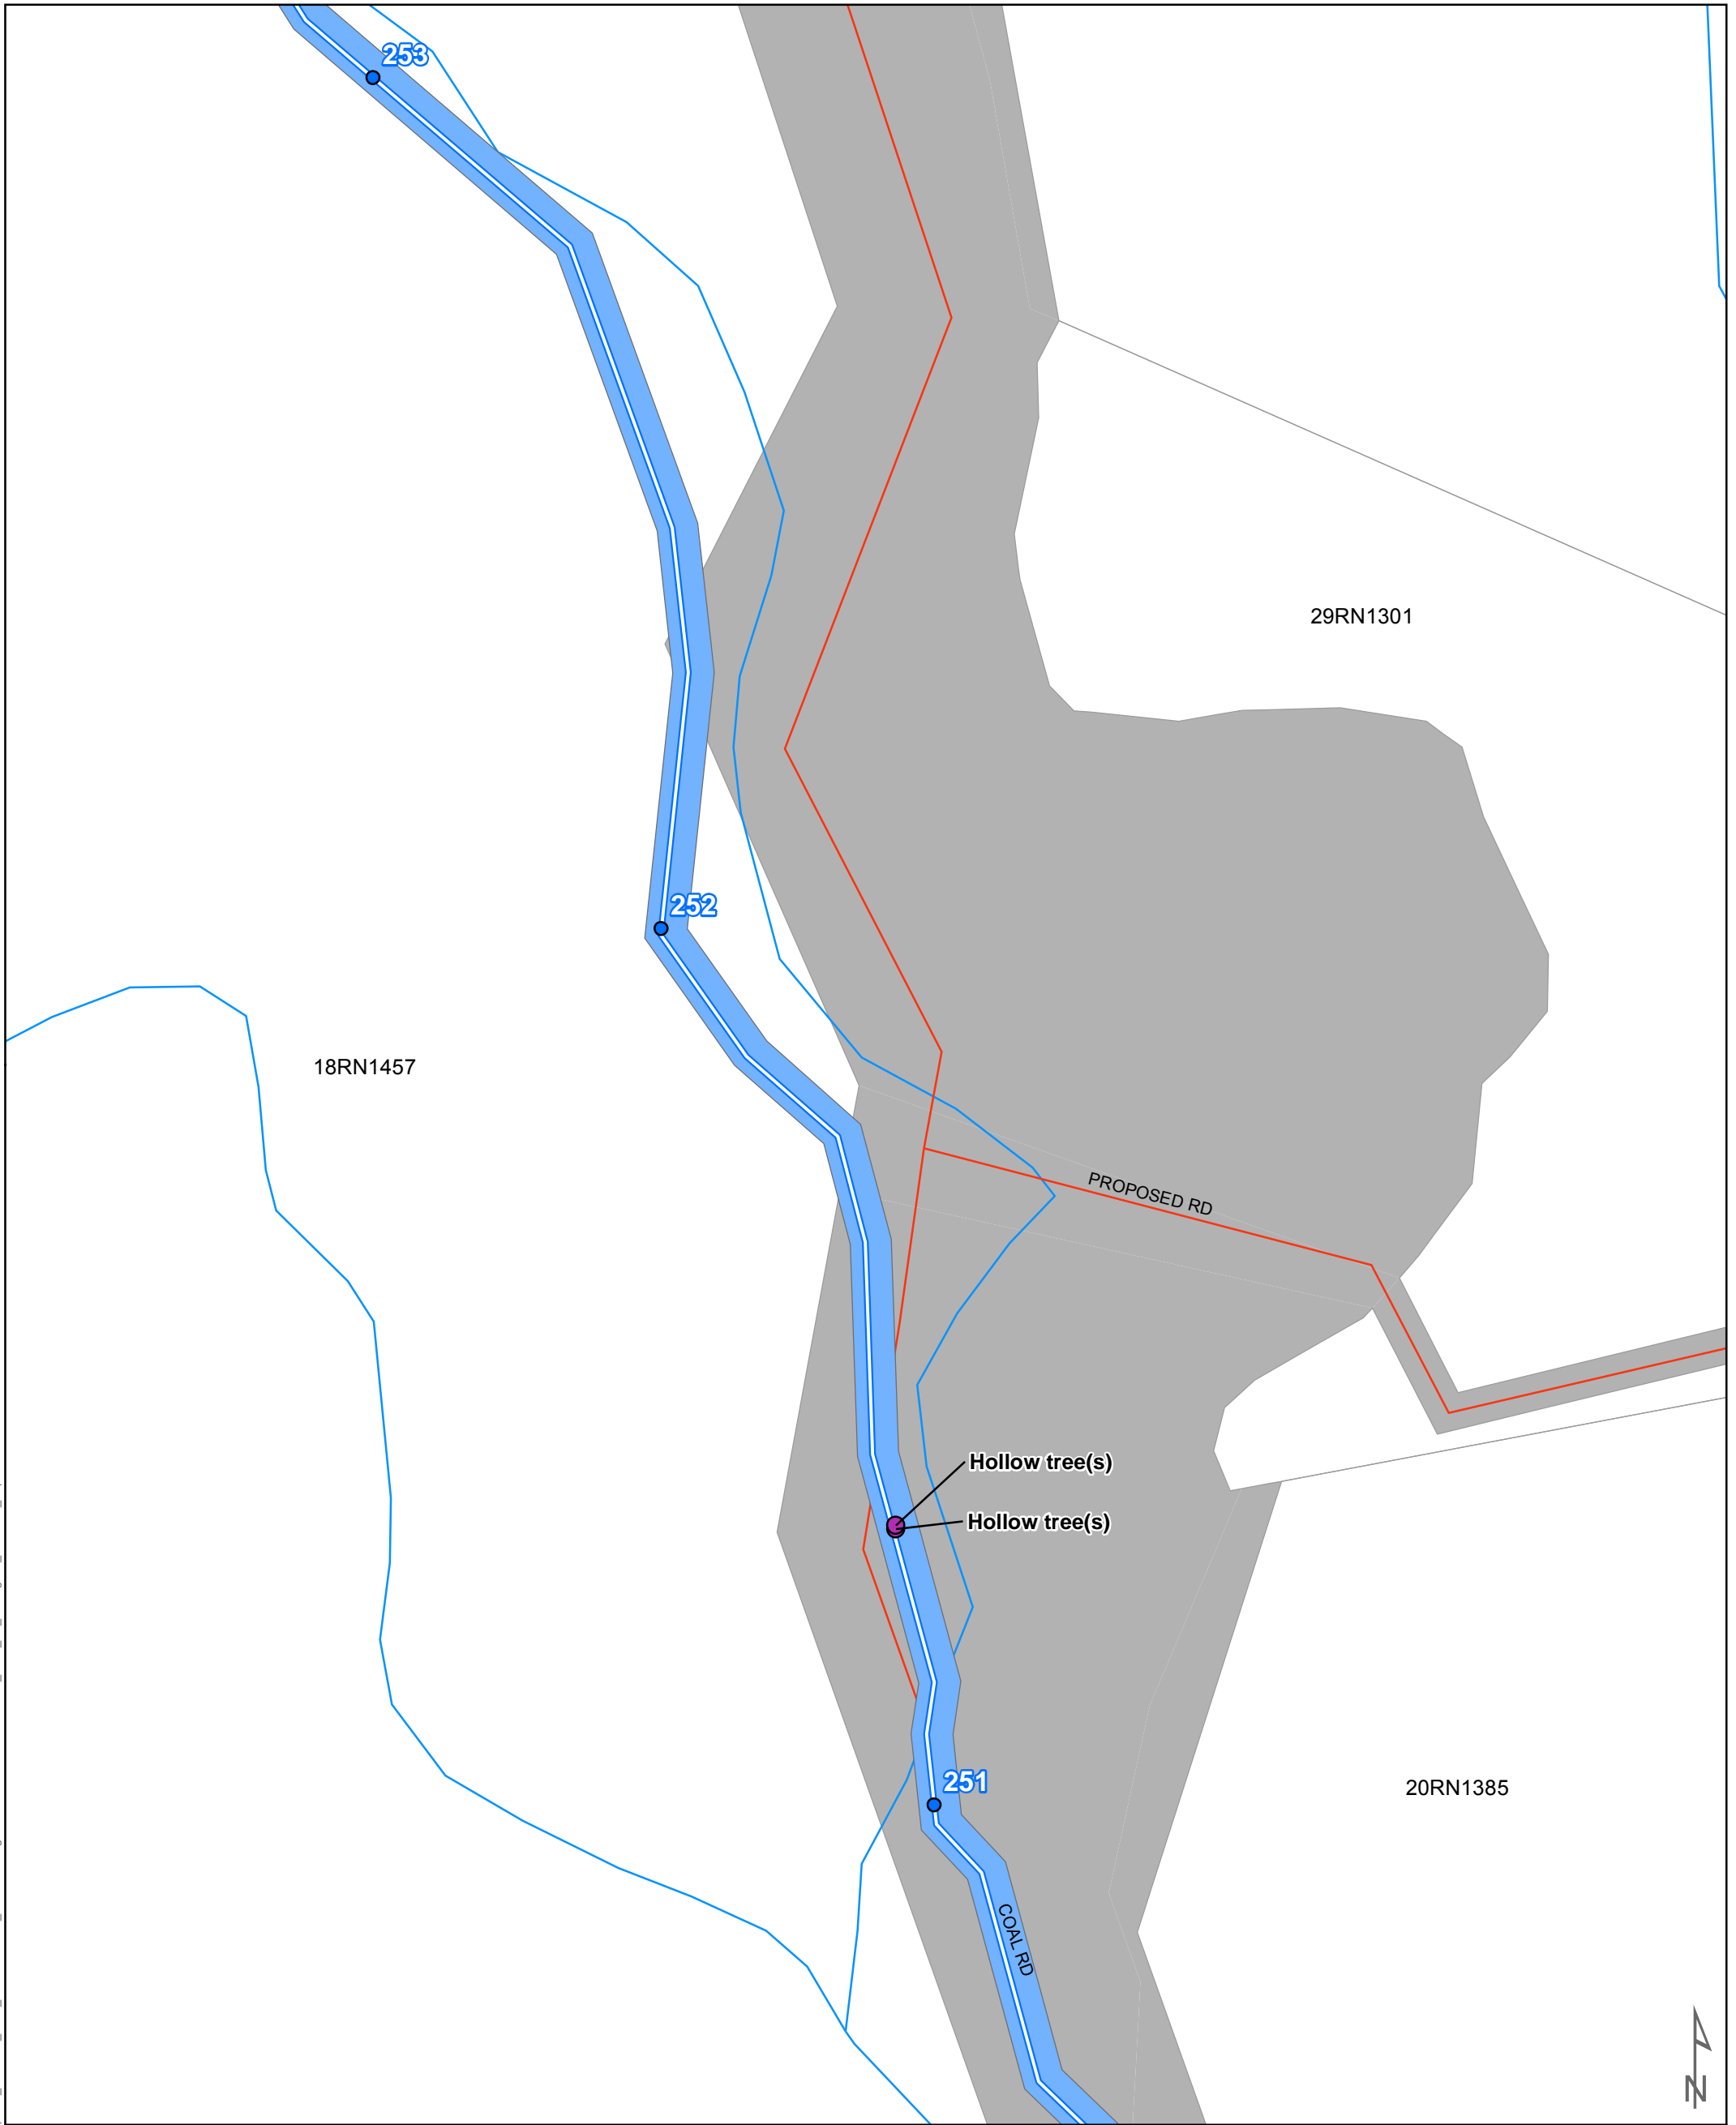 253
29RN1301
252
18RN1457
PROPOSED RD
Hollow tree(s)
Hollow tree(s)
251
20RN1385
COAL RD
N